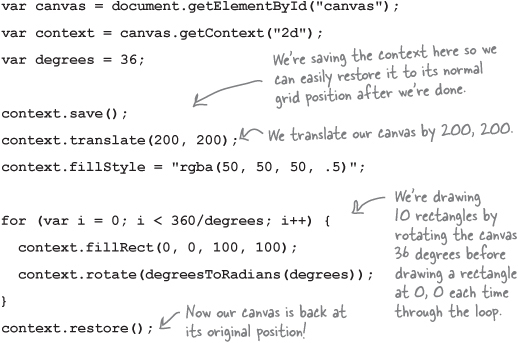 var canvas = document.getElementById("canvas");
var context = canvas.getContext("2d");
var degrees = 36;
We're saving the context here so we
can easily restore it to its normal
grid position after we're done.
context.save();
context.translate(200, 200);
We translate our canvas by 200, 200.
context.fillStyle = "rgba(50, 50, 50, .5)";
for (var i = 0; i < 360/degrees; i++) {
context.fillRect(0, 0, 100, 100);
context.rotate(degreesToRadians(degrees));
}
We're drawing
10 rectangles by
rotating the canvas
36 degrees before
drawing a rectangle
at 0, 0 each time
through the loop.
context.restore();
Now our canvas is back at
its original position!